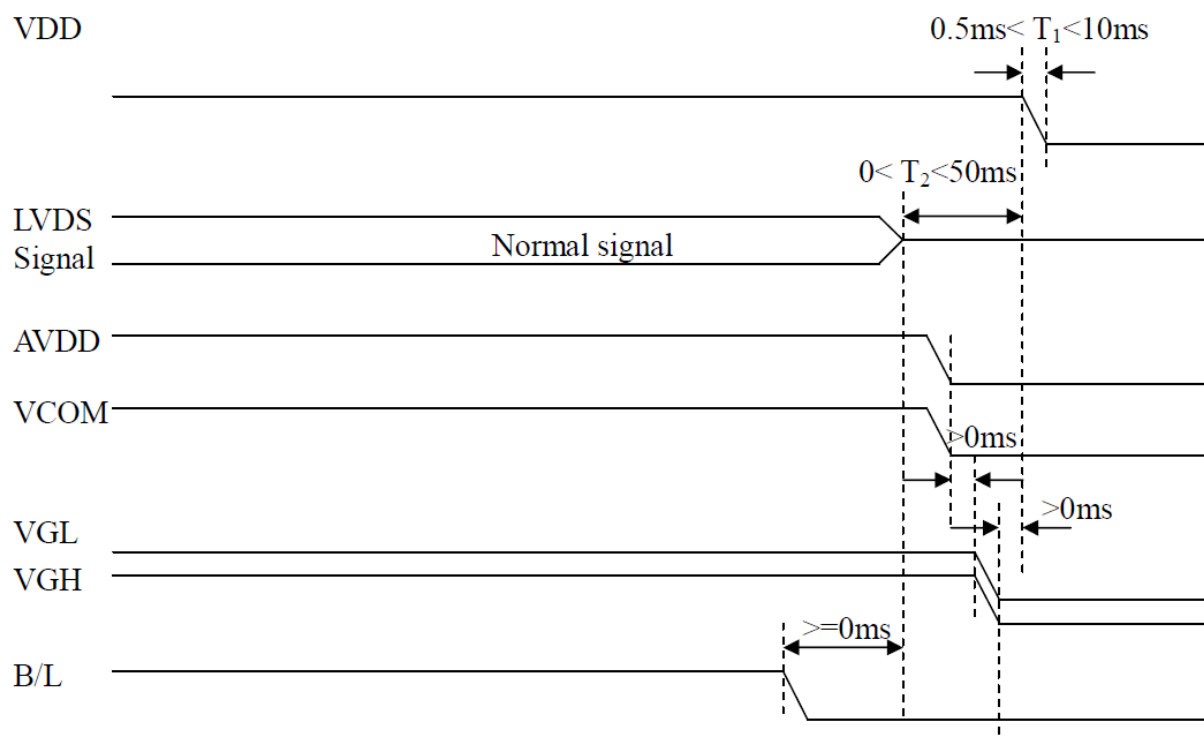 VDD
0.5ms< T₁<10ms
0< T₂<50ms
LVDS
Signal
Normal signal
AVDD
VCOM
>0ms
>0ms
VGL
VGH
>=0ms
B/L